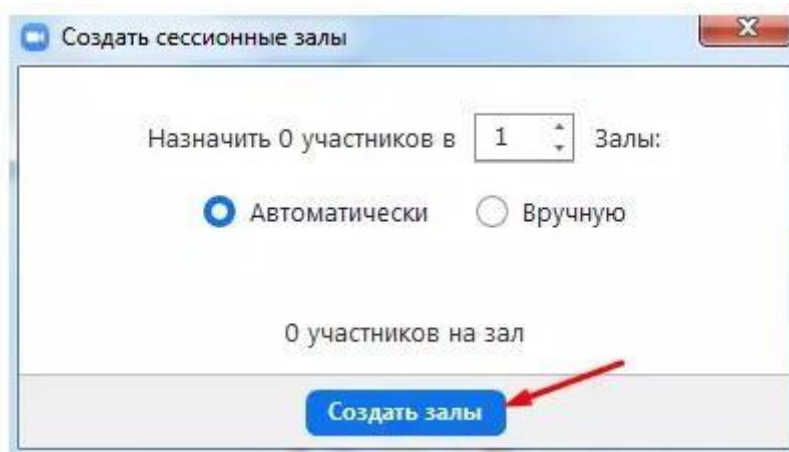 Создать сессионные залы
Назначить 0 участников в 1 Залы:
Автоматически Вручную
0 участников на зал
Создать залы